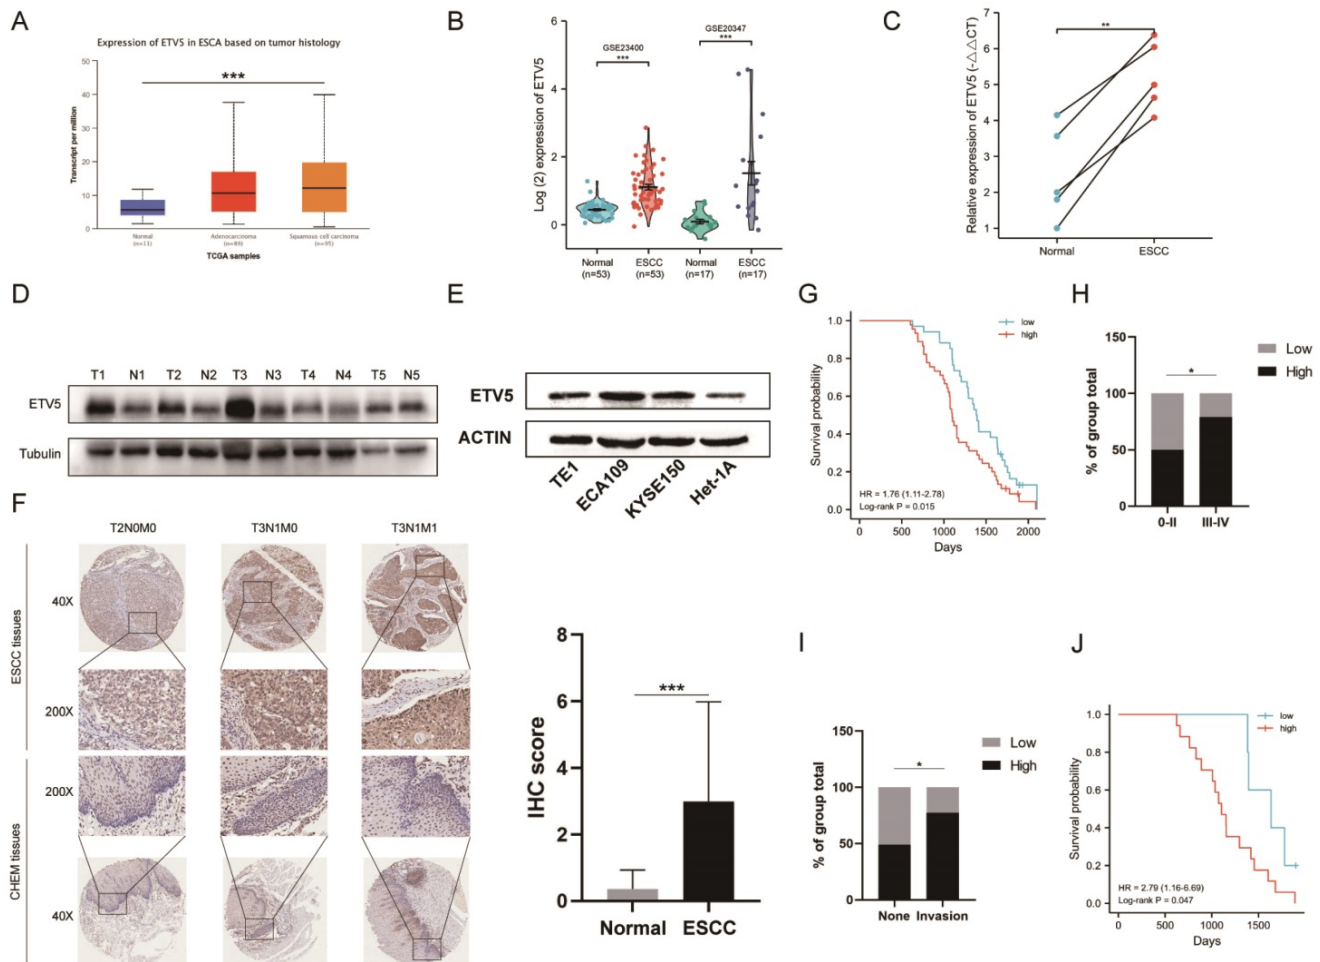 A
Expression of ETV5 in ESCA based on tumor histology
Transcript per million
50
40
30
20
10
0
***
Normal
(n=11)
Adenocarcinoma
(n=89)
Squamous cell carcinoma
(n=95)
TCGA samples
B
Log (2) expression of ETV5
6
4
2
0
GSE23400
***
GSE20347
***
Normal
(n=53)
ESCC
(n=53)
Normal
(n=17)
ESCC
(n=17)
C
Relative expression of ETV5 (-△△CT)
7
6
5
4
3
2
1
**
Normal
ESCC
D
T1 N1 T2 N2 T3 N3 T4 N4 T5 N5
ETV5
Tubulin
E
ETV5
ACTIN
TE1
ECA109
KYSE150
Het-1A
F
T2N0M0 T3N1M0 T3N1M1
ESCC tissues
40X
200X
CHEM tissues
200X
40X
IHC score
8
6
4
2
0
***
Normal
ESCC
G
Survival probability
1.0
0.8
0.6
0.4
0.2
0.0
low
high
HR = 1.76 (1.11-2.78)
Log-rank P = 0.015
0 500 1000 1500 2000
Days
H
% of group total
150
100
50
0
*
Low
High
0-II
III-IV
I
% of group total
150
100
50
0
*
Low
High
None
Invasion
J
Survival probability
1.0
0.8
0.6
0.4
0.2
0.0
low
high
HR = 2.79 (1.16-6.69)
Log-rank P = 0.047
0 500 1000 1500
Days